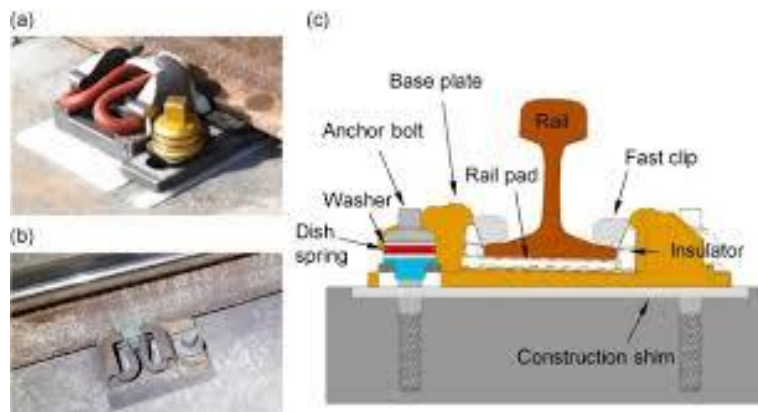 (a)
(b)
(c)
Base plate
Anchor bolt
Washer
Dish
spring
Rail pad
Rail
Fast clip
Insulator
Construction shim